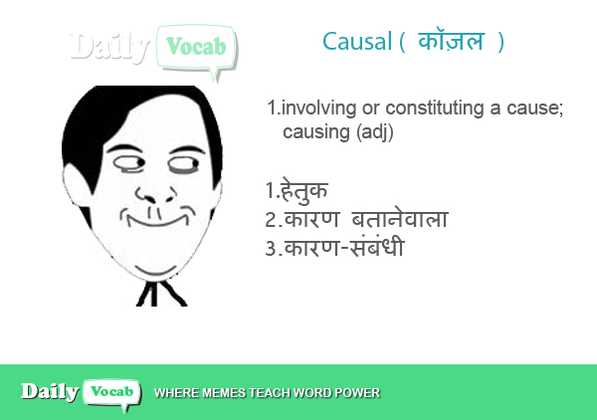 Daily Vocab
Causal ( कॉज़ल )
1.involving or constituting a cause;
causing (adj)
1.हेतुक
2.कारण बतानेवाला
3.कारण-संबंधी
Daily Vocab WHERE MEMES TEACH WORD POWER